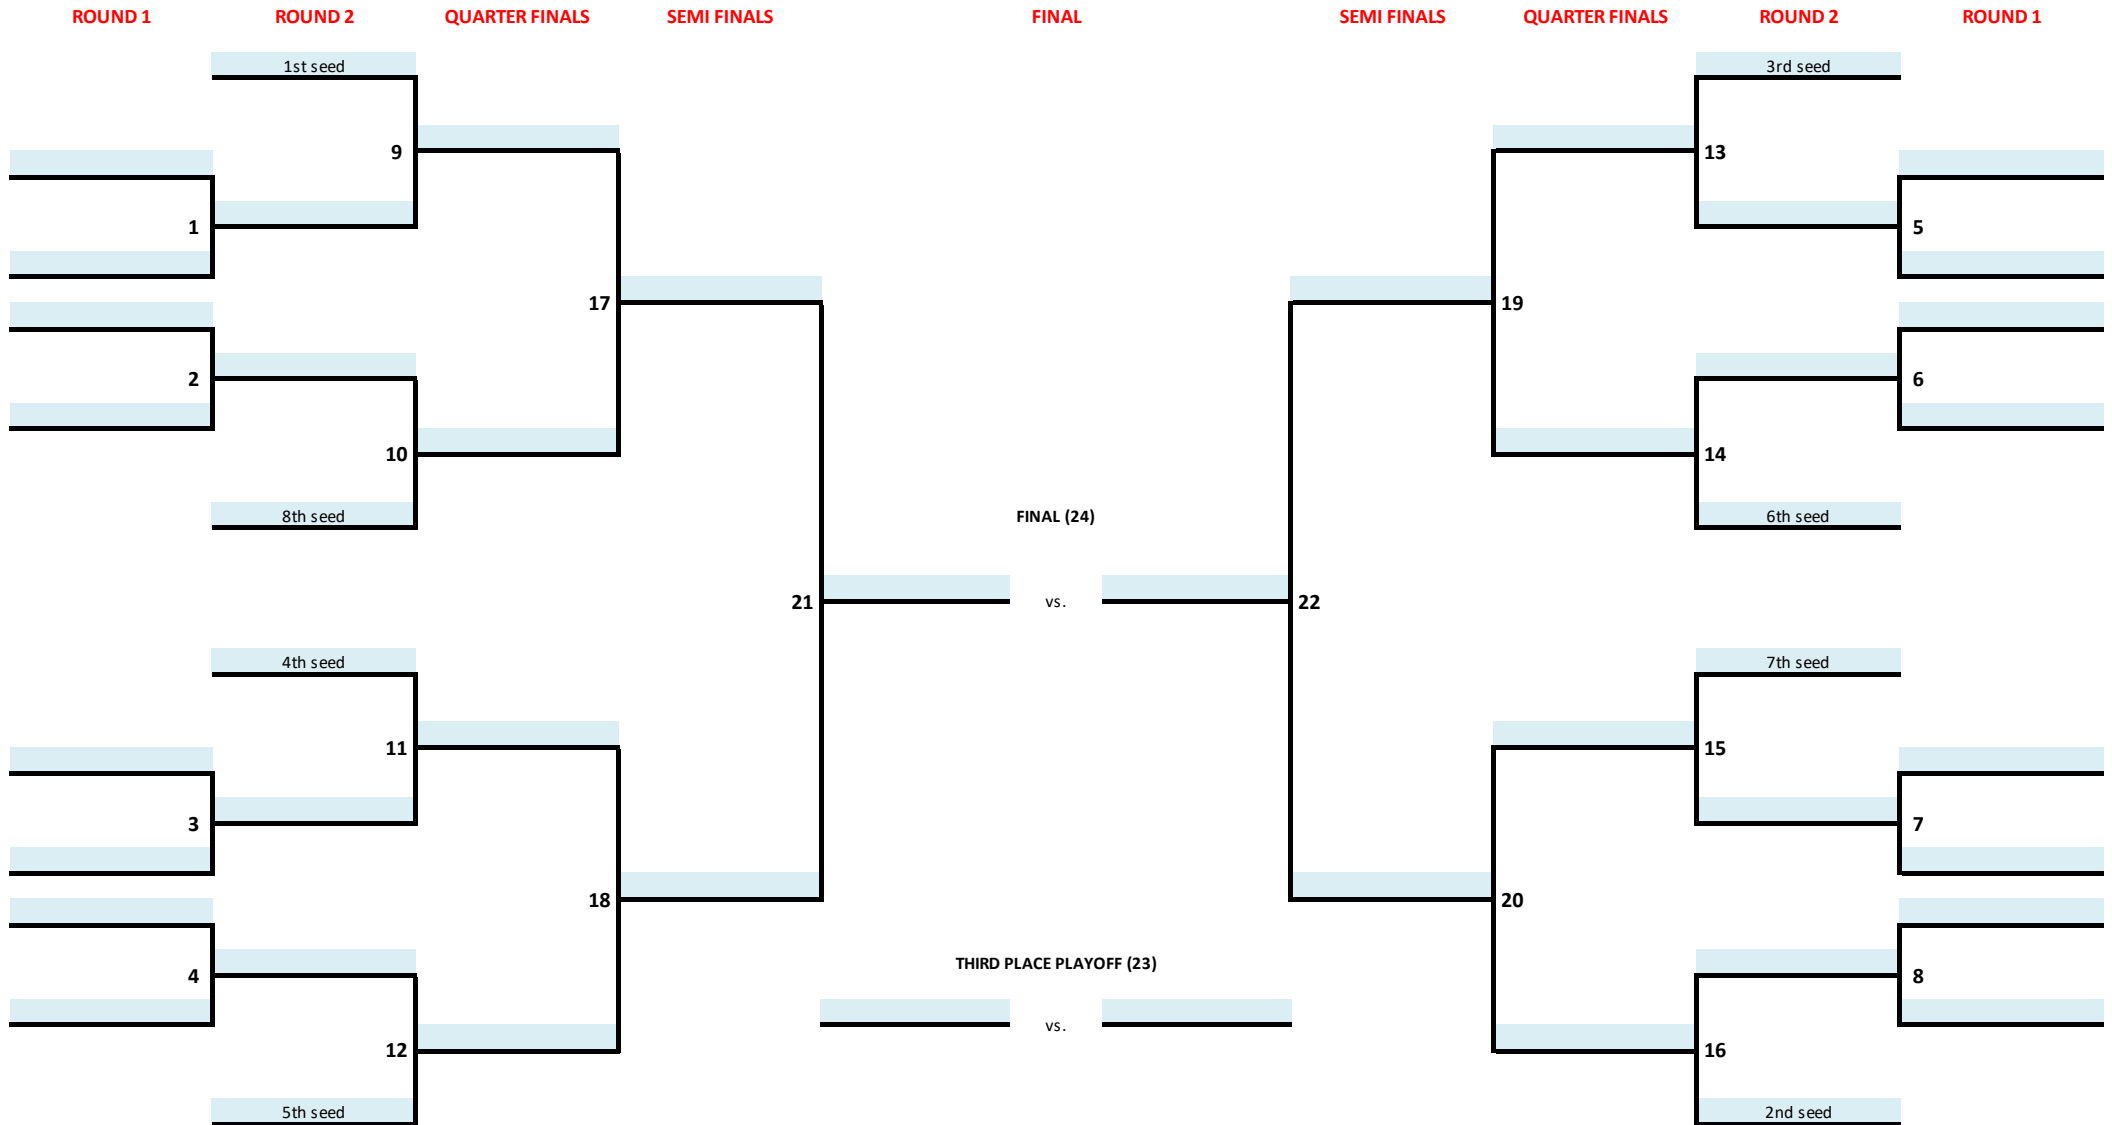 ROUND 1 ROUND 2 QUARTER FINALS SEMI FINALS FINAL SEMI FINALS QUARTER FINALS ROUND 2 ROUND 1
1st seed 3rd seed
9 13
1 5
17 19
2 6
10 14
8th seed 6th seed
FINAL (24)
21 vs. 22
4th seed 7th seed
11 15
3 7
18 20
THIRD PLACE PLAYOFF (23)
4 8
vs.
12 16
5th seed 2nd seed